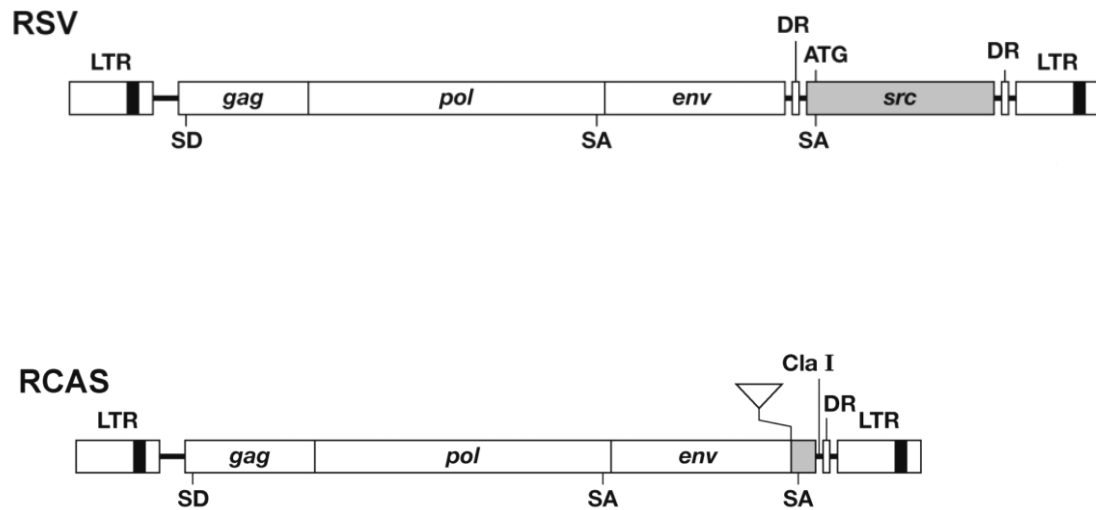 RSV
DR
LTR ATG DR LTR
gag pol env src
SD SA SA
RCAS
Cla I
LTR DR LTR
gag pol env
SD SA SA